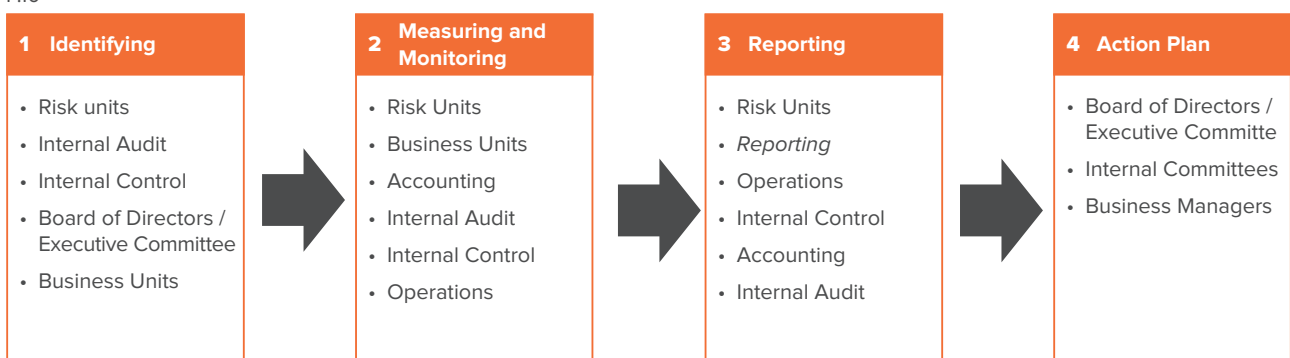 1 Identifying
• Risk units
• Internal Audit
• Internal Control
• Board of Directors /
Executive Committee
• Business Units
2 Measuring and
Monitoring
• Risk Units
• Business Units
• Accounting
• Internal Audit
• Internal Control
• Operations
3 Reporting
• Risk Units
• Reporting
• Operations
• Internal Control
• Accounting
• Internal Audit
4 Action Plan
• Board of Directors /
Executive Committe
• Internal Committees
• Business Managers